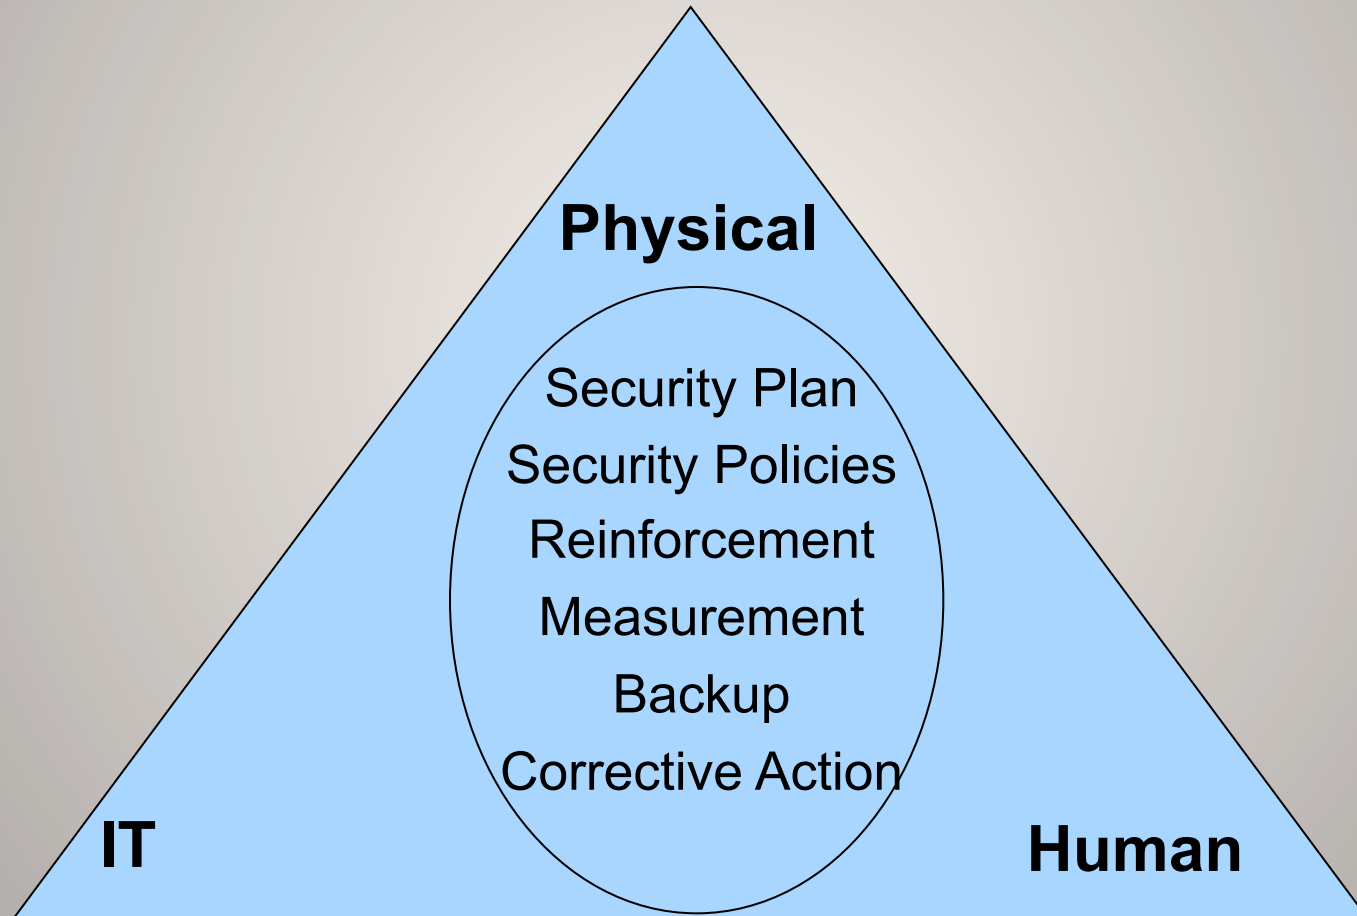 Physical
Security Plan
Security Policies
Reinforcement
Measurement
Backup
Corrective Action
IT
Human